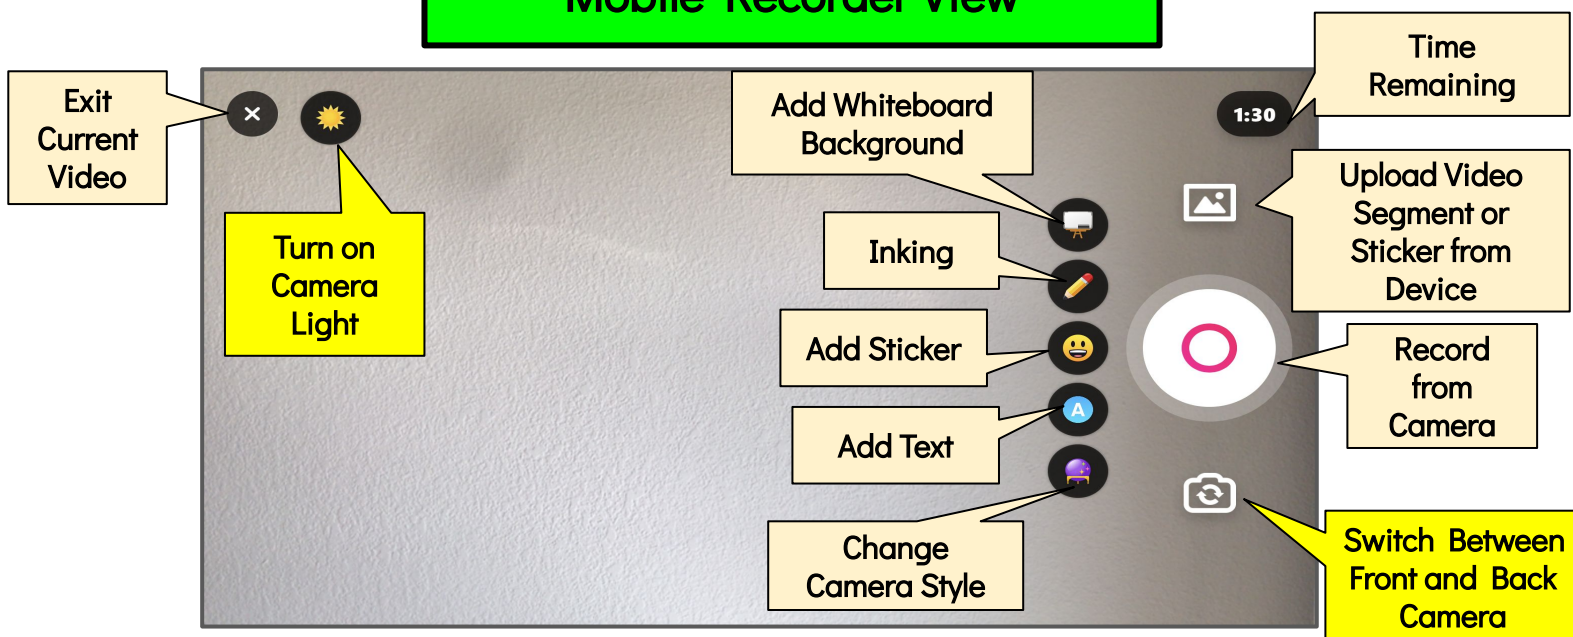 Mobile Recorder View
Exit
Current
Video
Turn on
Camera
Light
Add Whiteboard
Background
Inking
Add Sticker
Add Text
A
Change
Camera Style
1:30
Time
Remaining
Upload Video
Segment or
Sticker from
Device
Record
from
Camera
Switch Between
Front and Back
Camera